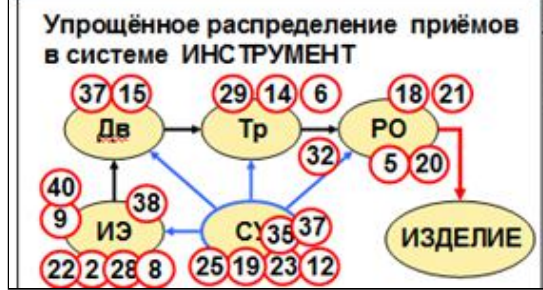 Упрощённое распределение приёмов
в системе ИНСТРУМЕНТ
37 15 29 14 6 18 21
Дв Тр РО
32 5 20
40
9 38
ИЭ 35 37
ИЗДЕЛИЕ
22 2 28 8 25 19 23 12